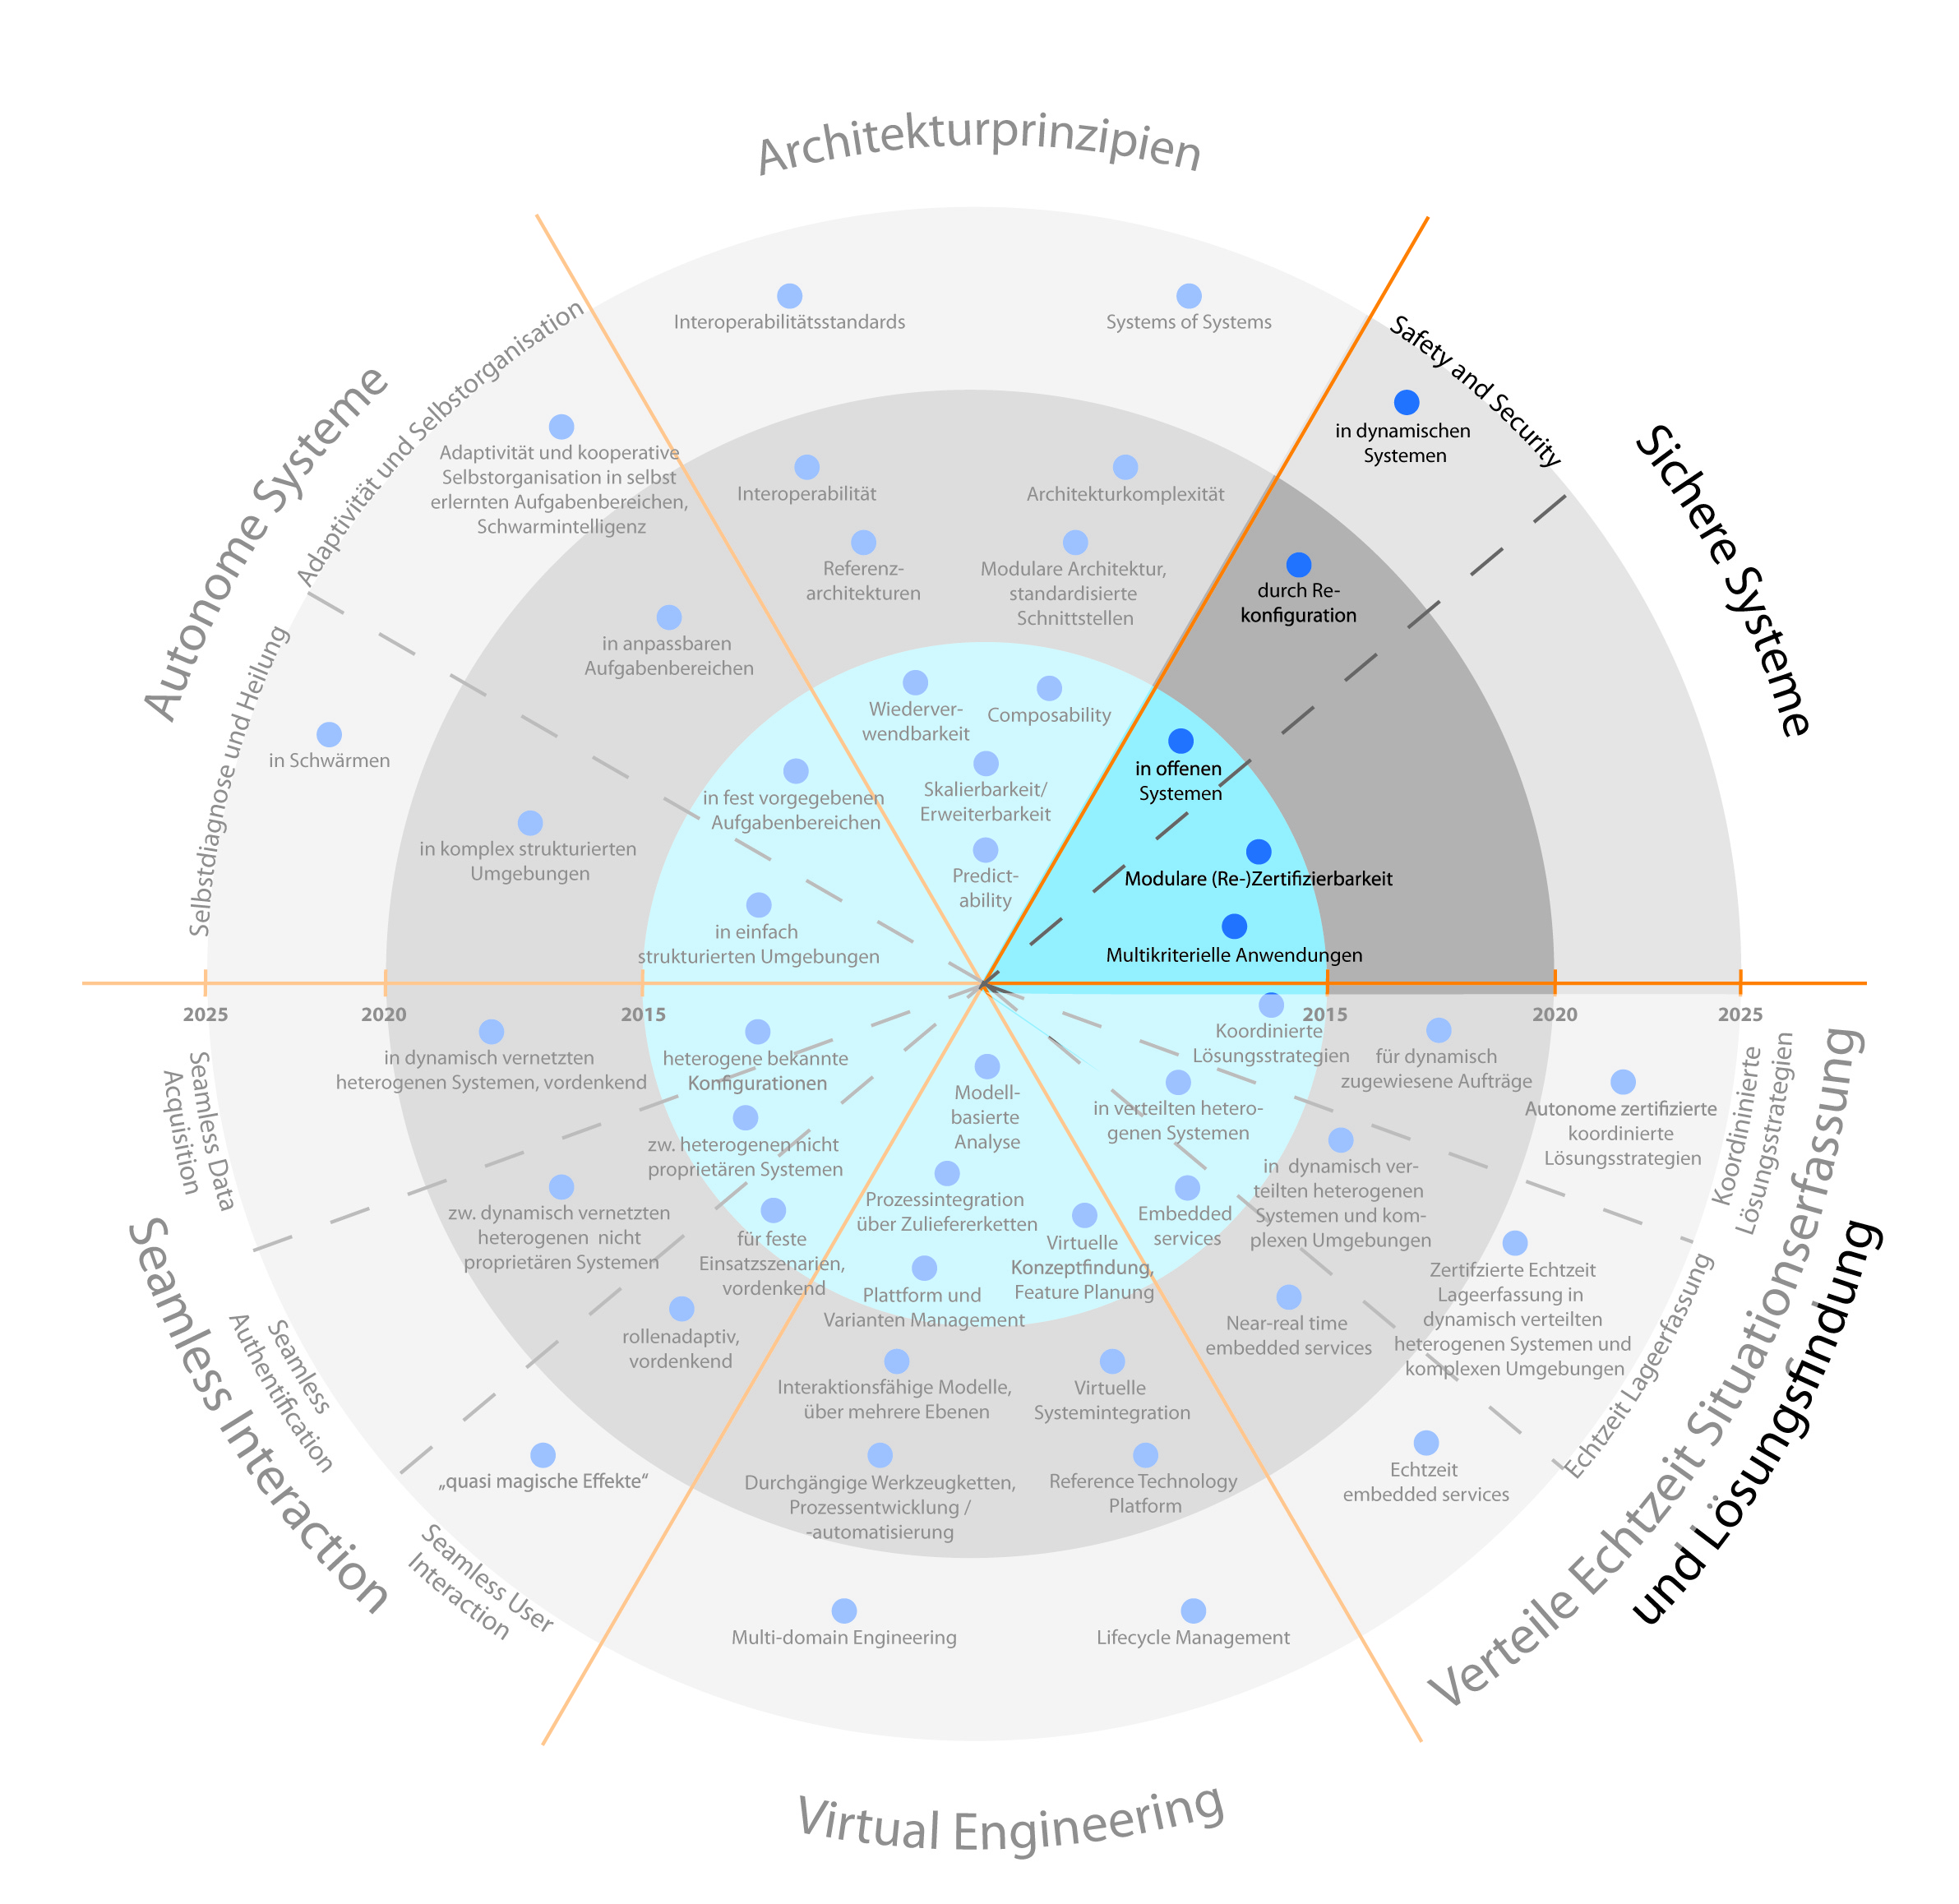 Architekturprinzipien
Interoperabilitätsstandards
Systems of Systems
Interoperabilität
Architekturkomplexität
Referenz-
architekturen
Modulare Architektur,
standardisierte
Schnittstellen
Wiederver-
wendbarkeit
Composability
Skalierbarkeit/
Erweiterbarkeit
Predict-
ability
Sichere Systeme
Safety and Security
in dynamischen
Systemen
durch Re-
konfiguration
in offenen
Systemen
Modulare (Re-)Zertifizierbarkeit
Multikriterielle Anwendungen
Autonome Systeme
Adaptivität und Selbstorganisation
Adaptivität und kooperative
Selbstorganisation in selbst
erlernten Aufgabenbereichen,
Schwarmintelligenz
in anpassbaren
Aufgabenbereichen
in fest vorgegebenen
Aufgabenbereichen
Selbstdiagnose und Heilung
in Schwärmen
in komplex strukturierten
Umgebungen
in einfach
strukturierten Umgebungen
2025
2020
2015
2015
2020
2025
Seamless Interaction
Seamless Data
Acquisition
in dynamisch vernetzten
heterogenen Systemen, vordenkend
heterogene bekannte
Konfigurationen
Seamless
Authentification
zw. dynamisch vernetzten
heterogenen nicht
proprietären Systemen
zw. heterogenen nicht
proprietären Systemen
Seamless User
Interaction
für feste
Einsatzszenarien,
vordenkend
rollenadaptiv,
vordenkend
„quasi magische Effekte“
Virtual Engineering
Modell-
basierte
Analyse
Prozessintegration
über Zuliefererketten
Virtuelle
Konzeptfindung,
Feature Planung
Plattform und
Varianten Management
Interaktionsfähige Modelle,
über mehrere Ebenen
Virtuelle
Systemintegration
Durchgängige Werkzeugketten,
Prozessentwicklung /
-automatisierung
Reference Technology
Platform
Multi-domain Engineering
Lifecycle Management
Verteile Echtzeit Situationserfassung
und Lösungsfindung
Koordininierte
Lösungsstrategien
Koordinierte
Lösungsstrategien
für dynamisch
zugewiesene Aufträge
Autonome zertifizierte
koordinierte
Lösungsstrategien
Echtzeit Lageerfassung
in verteilten hetero-
genen Systemen
in dynamisch ver-
teilten heterogenen
Systemen und kom-
plexen Umgebungen
Zertifzierte Echtzeit
Lageerfassung in
dynamisch verteilten
heterogenen Systemen und
komplexen Umgebungen
Embedded
services
Near-real time
embedded services
Echtzeit
embedded services